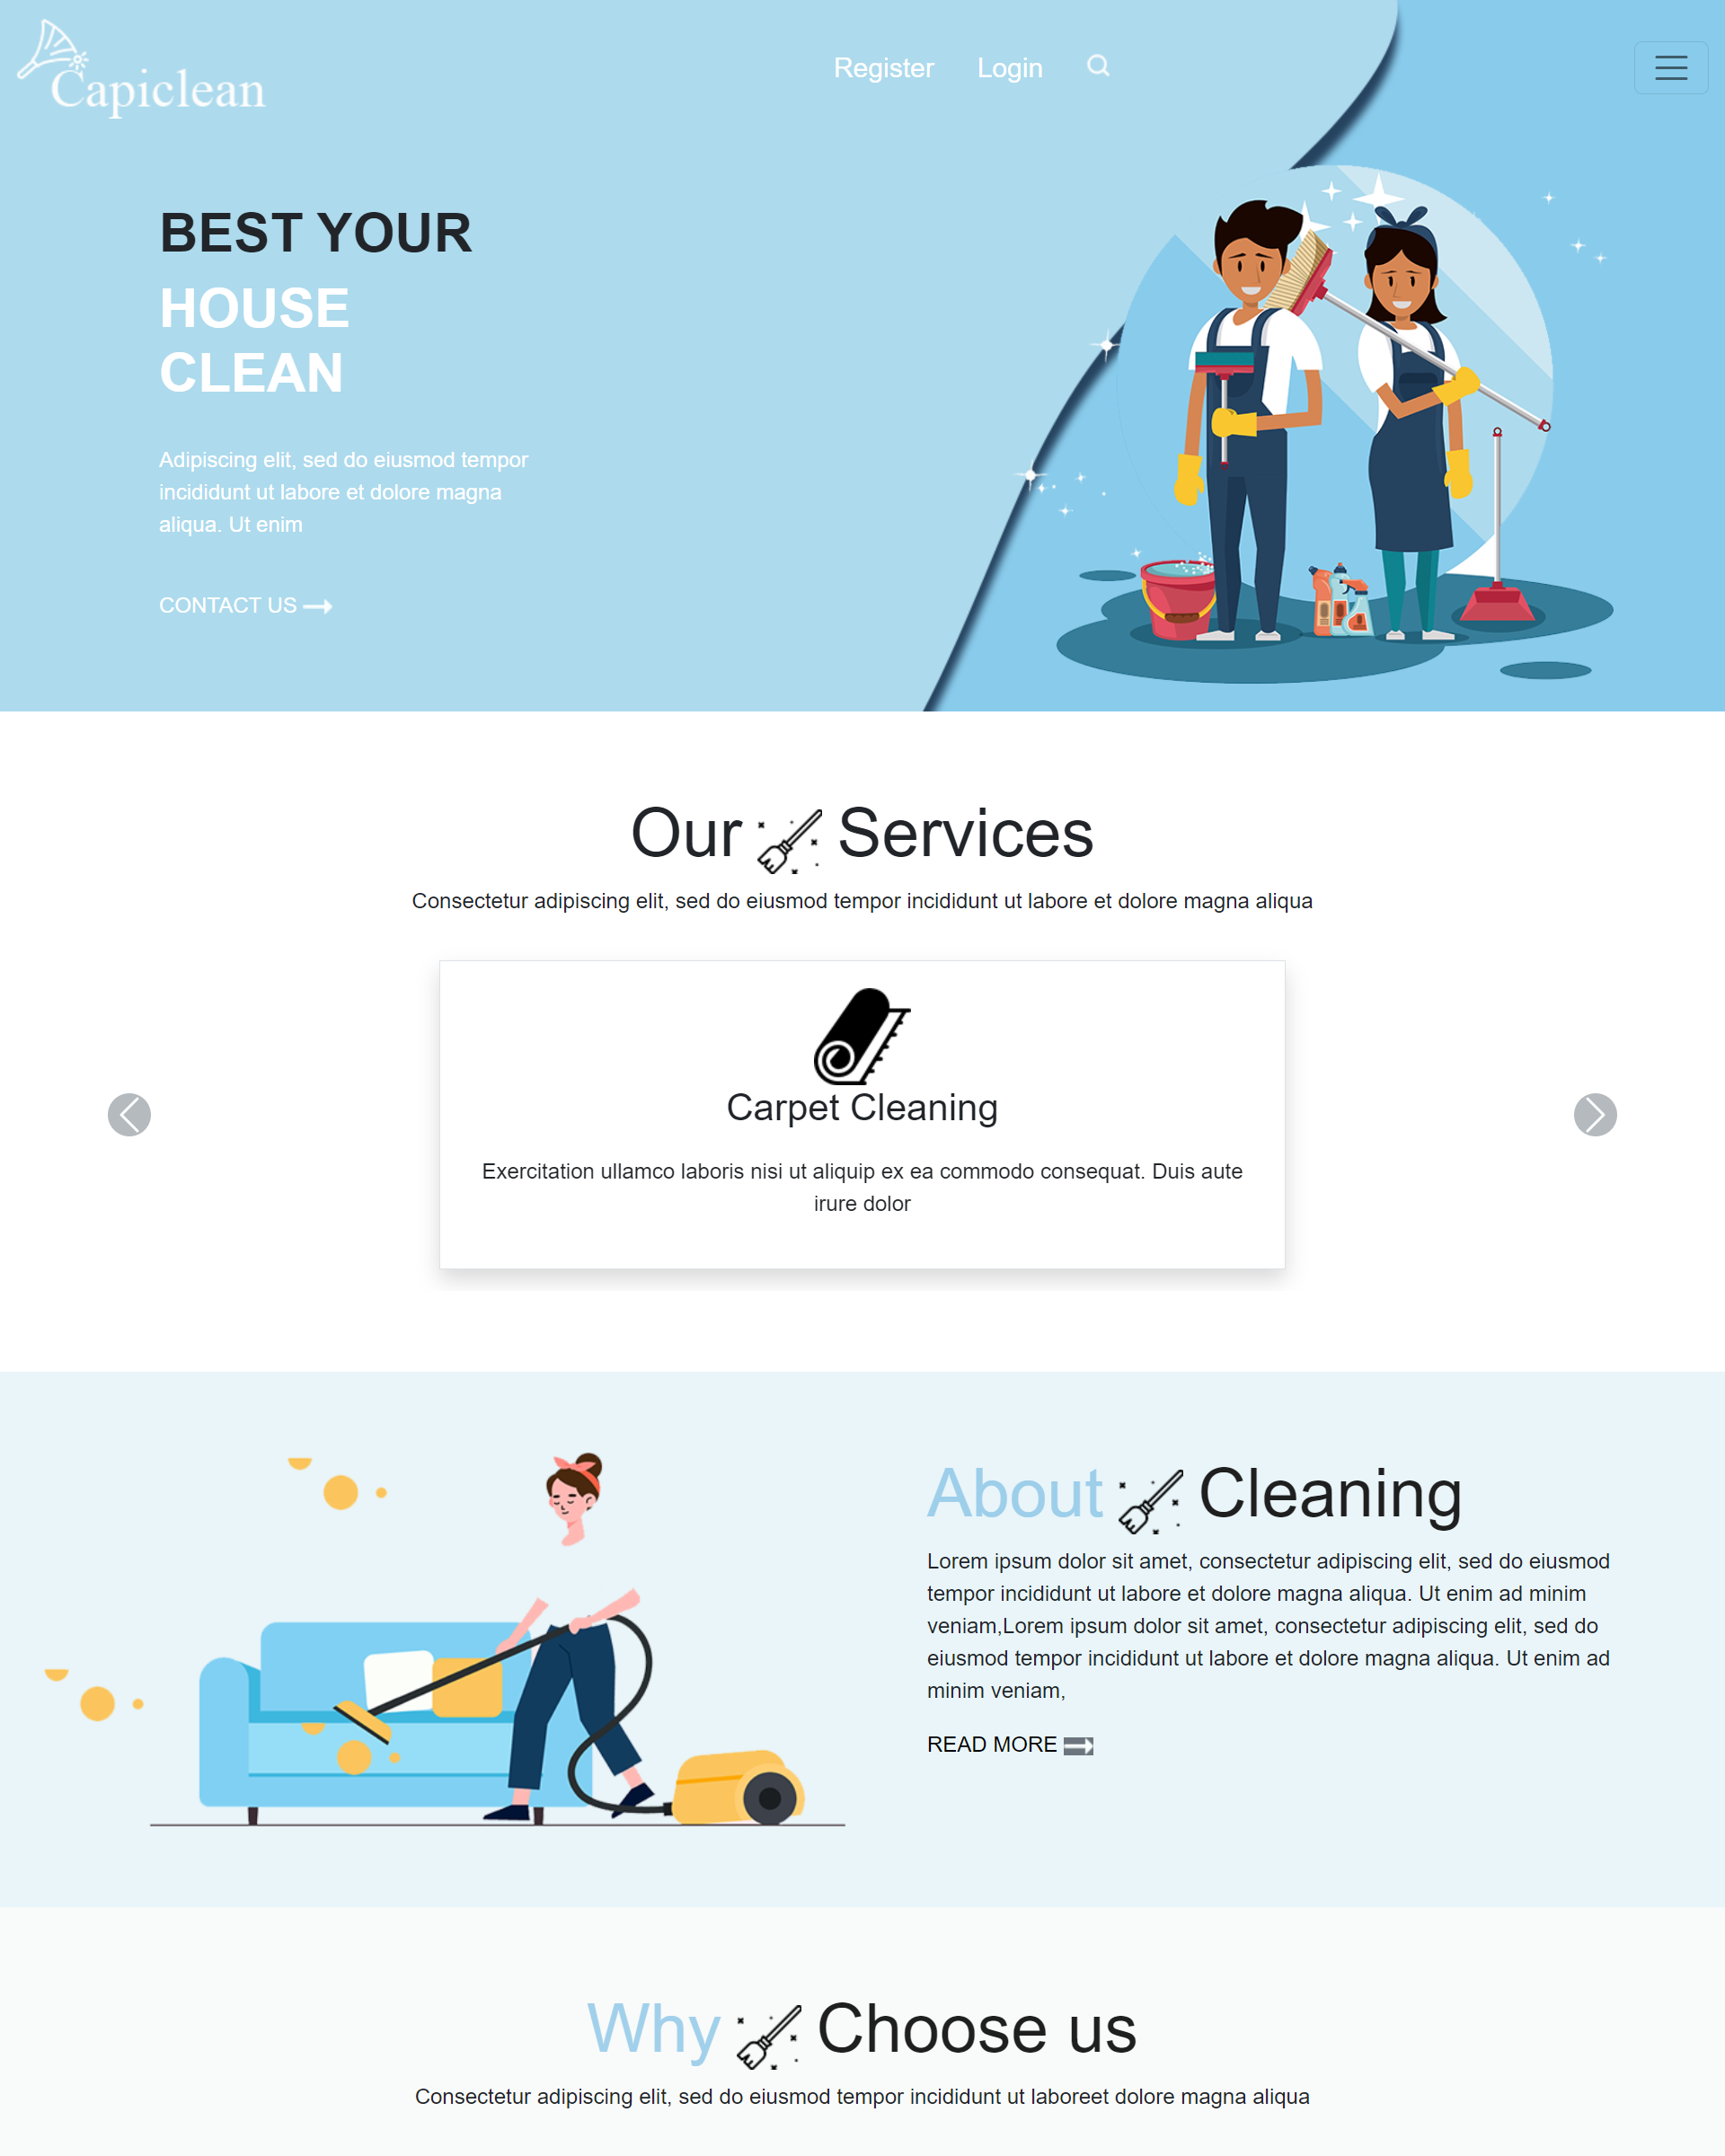 Capiclean
Register Login
BEST YOUR
HOUSE
CLEAN
Adipiscing elit, sed do eiusmod tempor
incididunt ut labore et dolore magna
aliqua. Ut enim
CONTACT US
Our Services
Consectetur adipiscing elit, sed do eiusmod tempor incididunt ut labore et dolore magna aliqua
Carpet Cleaning
Exercitation ullamco laboris nisi ut aliquip ex ea commodo consequat. Duis aute
irure dolor
About Cleaning
Lorem ipsum dolor sit amet, consectetur adipiscing elit, sed do eiusmod
tempor incididunt ut labore et dolore magna aliqua. Ut enim ad minim
veniam,Lorem ipsum dolor sit amet, consectetur adipiscing elit, sed do
eiusmod tempor incididunt ut labore et dolore magna aliqua. Ut enim ad
minim veniam,
READ MORE
Why Choose us
Consectetur adipiscing elit, sed do eiusmod tempor incididunt ut laboreet dolore magna aliqua